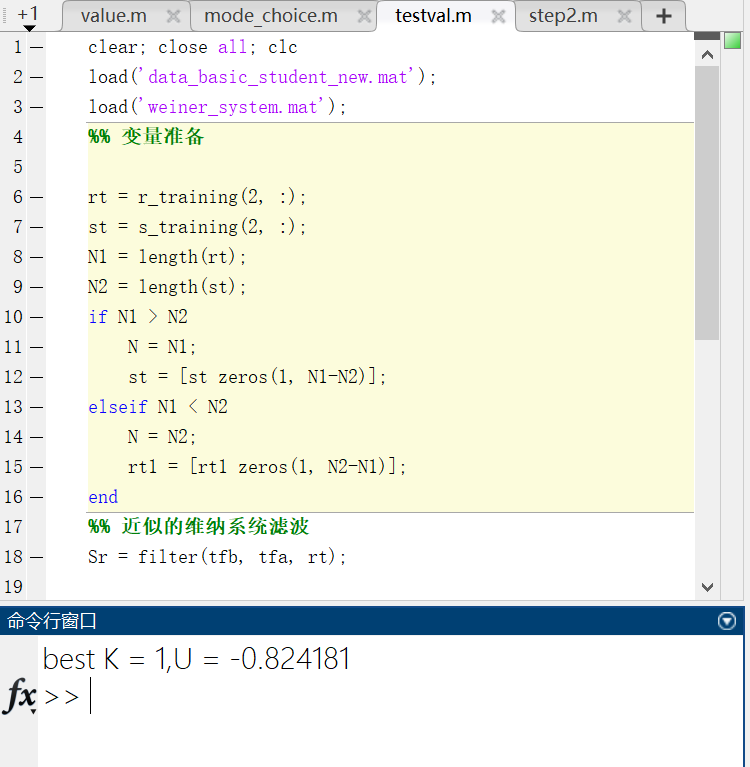 +1 value.m mode_choice.m testval.m step2.m +
1 — clear; close all; clc
2 — load('data_basic_student_new.mat');
3 — load('weiner_system.mat');
4 %% 变量准备
5
6 — rt = r_training(2, :);
7 — st = s_training(2, :);
8 — N1 = length(rt);
9 — N2 = length(st);
10 — if N1 > N2
11 — N = N1;
12 — st = [st zeros(1, N1-N2)];
13 — elseif N1 < N2
14 — N = N2;
15 — rt1 = [rt1 zeros(1, N2-N1)];
16 — end
17 %% 近似的维纳系统滤波
18 — Sr = filter(tfb, tfa, rt);
19
命令行窗口
best K = 1,U = -0.824181
fx >>